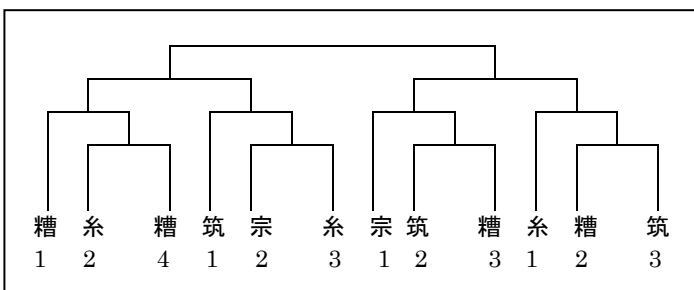 糟 糸 糟 筑 宗 糸 宗 筑 糟 糸 糟 筑
1 2 4 1 2 3 1 2 3 1 2 3